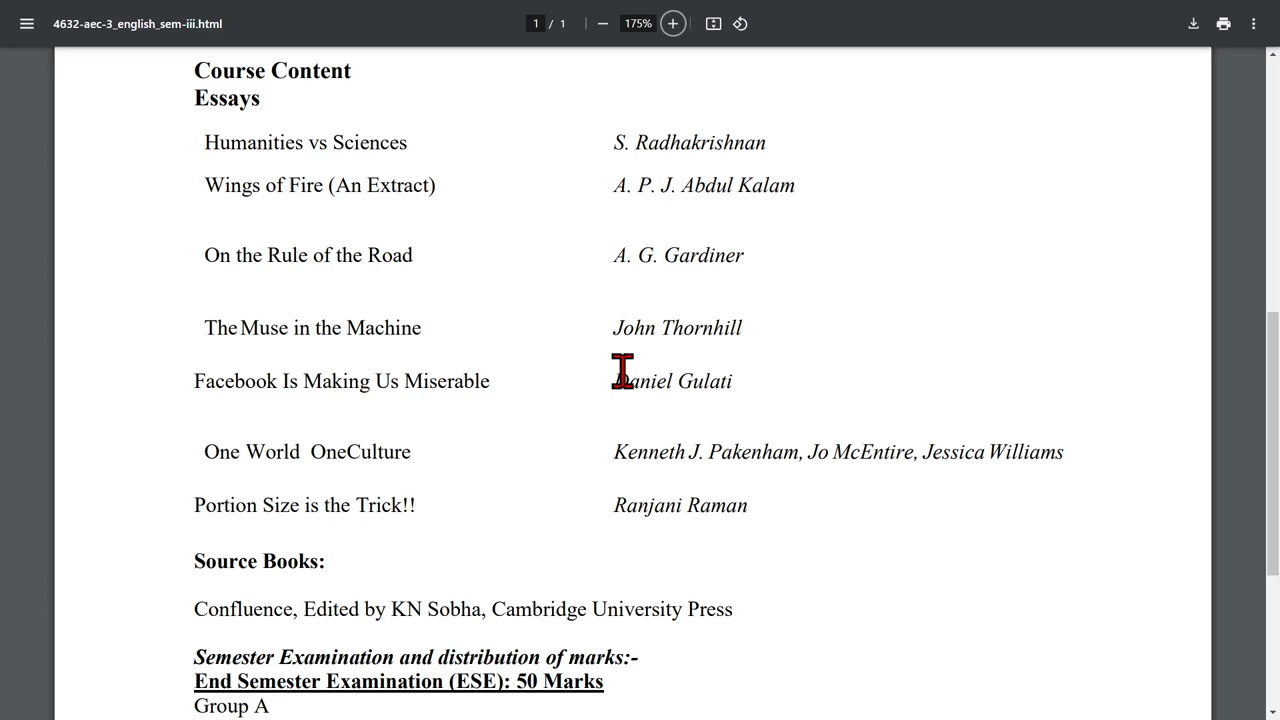 4632-aec-3_english_sem-iii.html 1 / 1 175%
Course Content
Essays
Humanities vs Sciences S. Radhakrishnan
Wings of Fire (An Extract) A. P. J. Abdul Kalam
On the Rule of the Road A. G. Gardiner
The Muse in the Machine John Thornhill
Facebook Is Making Us Miserable Daniel Gulati
One World OneCulture Kenneth J. Pakenham, Jo McEntire, Jessica Williams
Portion Size is the Trick!! Ranjani Raman
Source Books:
Confluence, Edited by KN Sobha, Cambridge University Press
Semester Examination and distribution of marks:-
End Semester Examination (ESE): 50 Marks
Group A